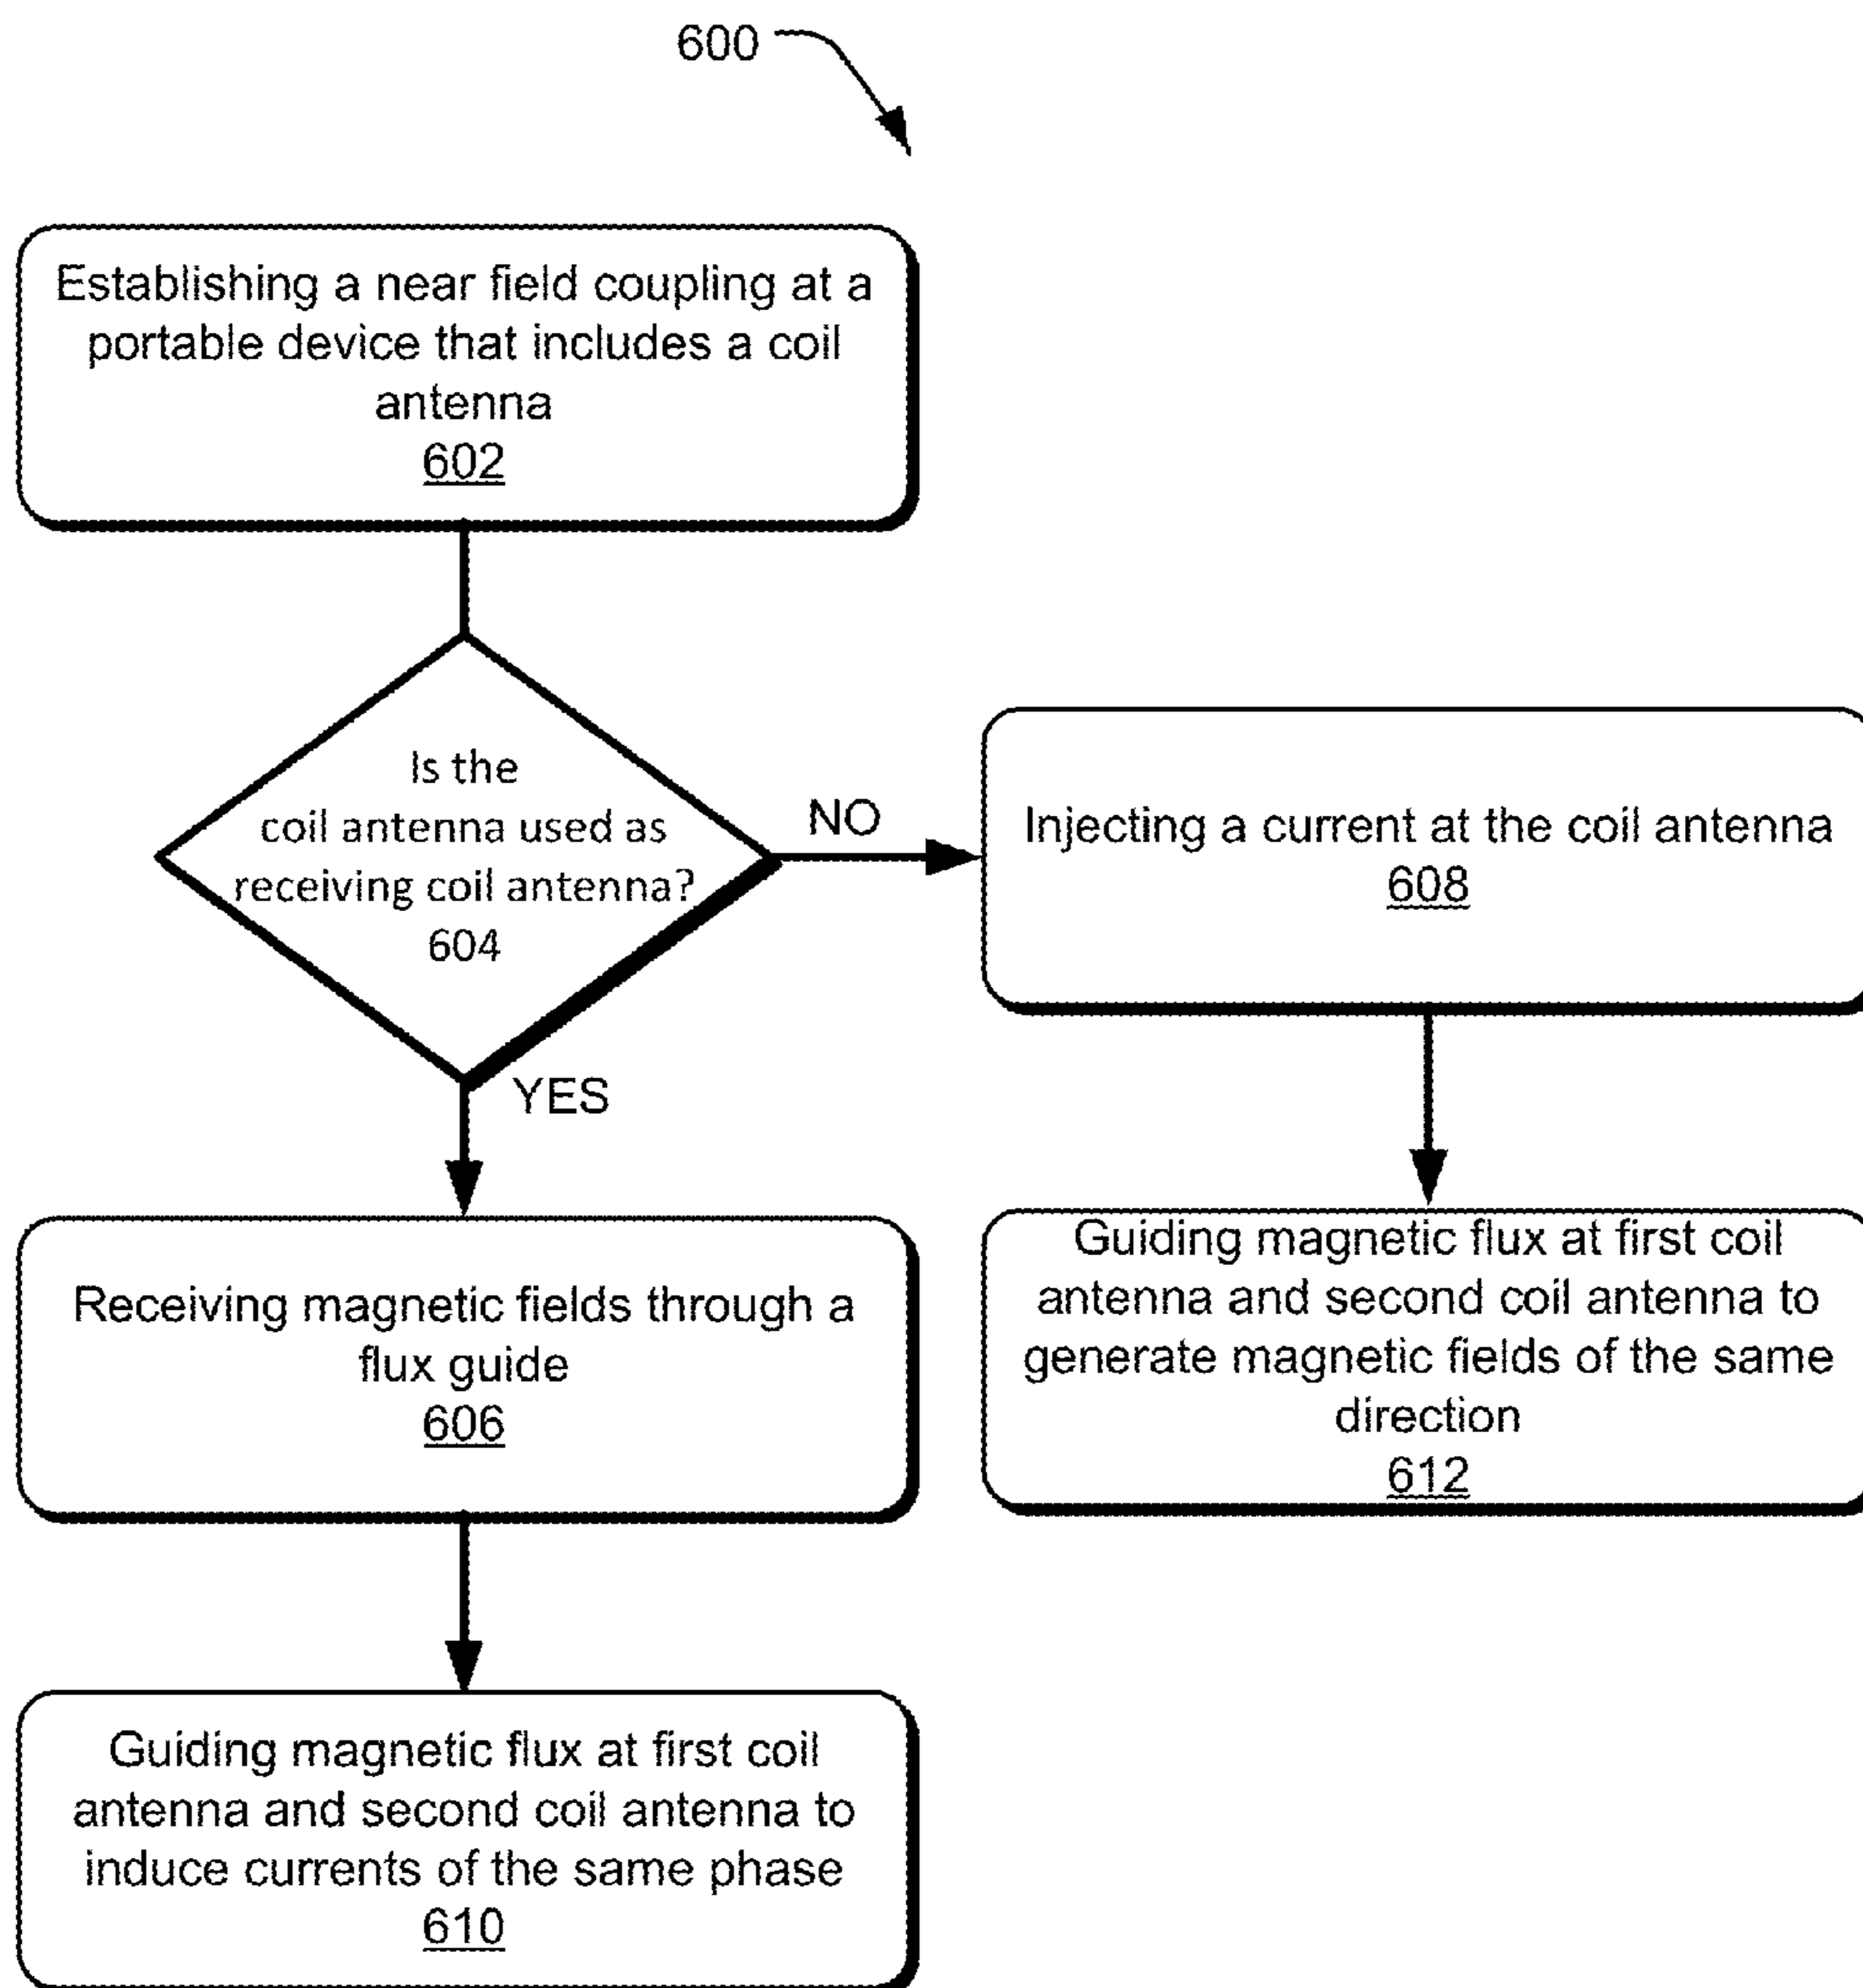 600
Establishing a near field coupling at a
portable device that includes a coil
antenna
602
Is the
coil antenna used as
receiving coil antenna?
604
NO
Injecting a current at the coil antenna
608
YES
Receiving magnetic fields through a
flux guide
606
Guiding magnetic flux at first coil
antenna and second coil antenna to
generate magnetic fields of the same
direction
612
Guiding magnetic flux at first coil
antenna and second coil antenna to
induce currents of the same phase
610